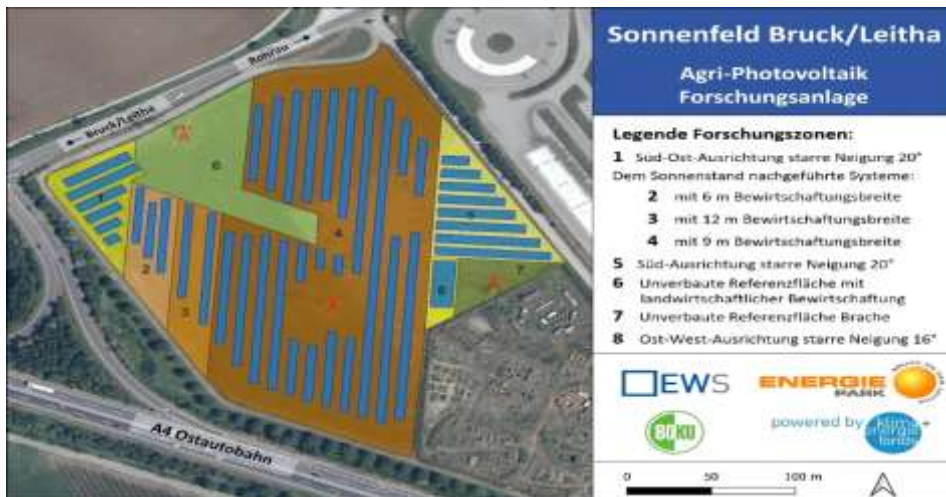 Sonnenfeld Bruck/Leitha
Agri-Photovoltaik
Forschungsanlage
Legende Forschungszonen:
1 Süd-Ost-Ausrichtung starre Neigung 20°
Dem Sonnenstand nachgeführte Systeme:
2 mit 6 m Bewirtschaftungsbreite
3 mit 12 m Bewirtschaftungsbreite
4 mit 9 m Bewirtschaftungsbreite
5 Süd-Ausrichtung starre Neigung 20°
6 Unverbaute Referenzfläche mit
landwirtschaftlicher Bewirtschaftung
7 Unverbaute Referenzfläche Brache
8 Ost-West-Ausrichtung starre Neigung 16°
EWS
ENERGIE
PARK
BOKU
powered by klima+
energie
fonds
0 50 100 m
Rohrau
Bruck/Leitha
A4 Ostautobahn
1
2
3
4
5
6
7
8